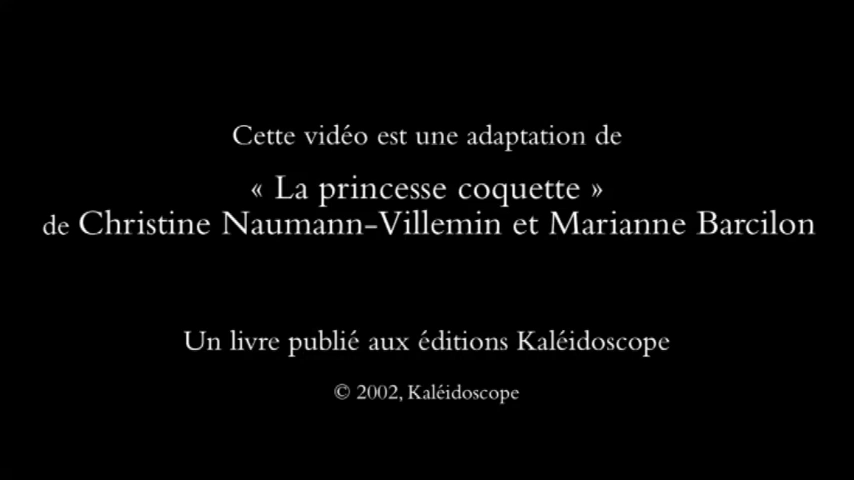 Cette vidéo est une adaptation de
« La princesse coquette »
de Christine Naumann-Villemin et Marianne Barcilon
Un livre publié aux éditions Kaléidoscope
© 2002, Kaléidoscope